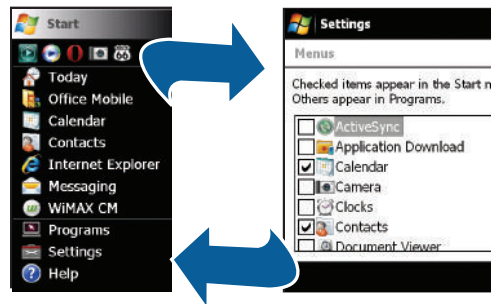 Start
66
Today
Office Mobile
Calendar
Contacts
Internet Explorer
Messaging
WiMAX CM
Programs
Settings
Help
Settings
Menus
Checked items appear in the Start
Others appear in Programs.
ActiveSync
Application Download
Calendar
Camera
Clocks
Contacts
Document Viewer